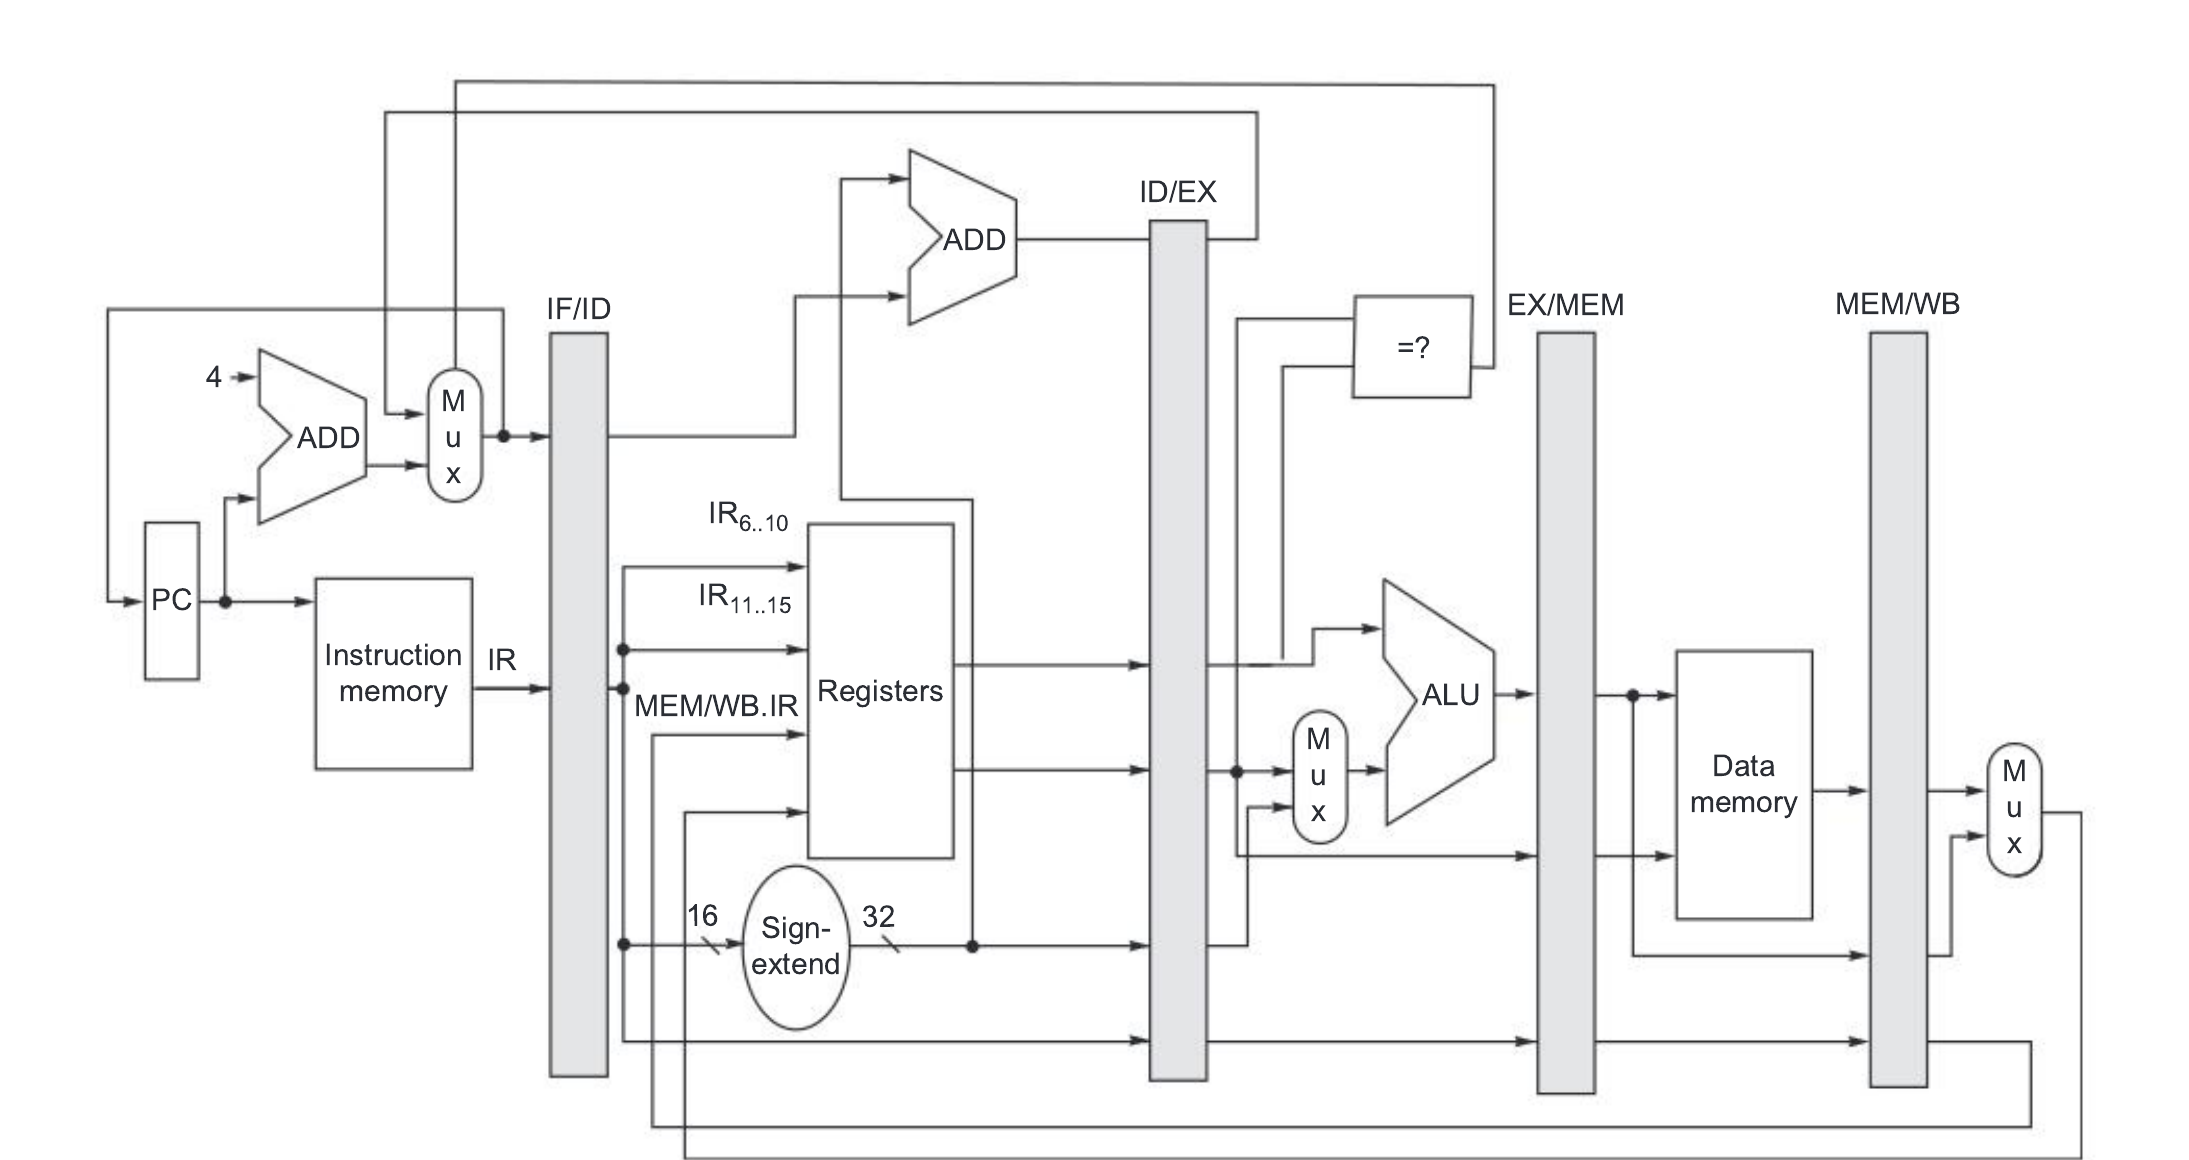 ID/EX
ADD
IF/ID
EX/MEM
MEM/WB
=?
4
ADD
M
u
x
IR6..10
IR11..15
PC
Instruction
memory
IR
MEM/WB.IR
Registers
ALU
M
u
x
Data
memory
M
u
x
16
Sign-
extend
32